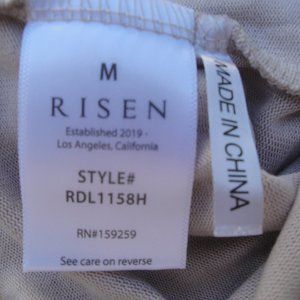 M
RISEN
Established 2019 -
Los Angeles, California
STYLE#
RDL1158H
RN#159259
See care on reverse
MADE IN CHINA